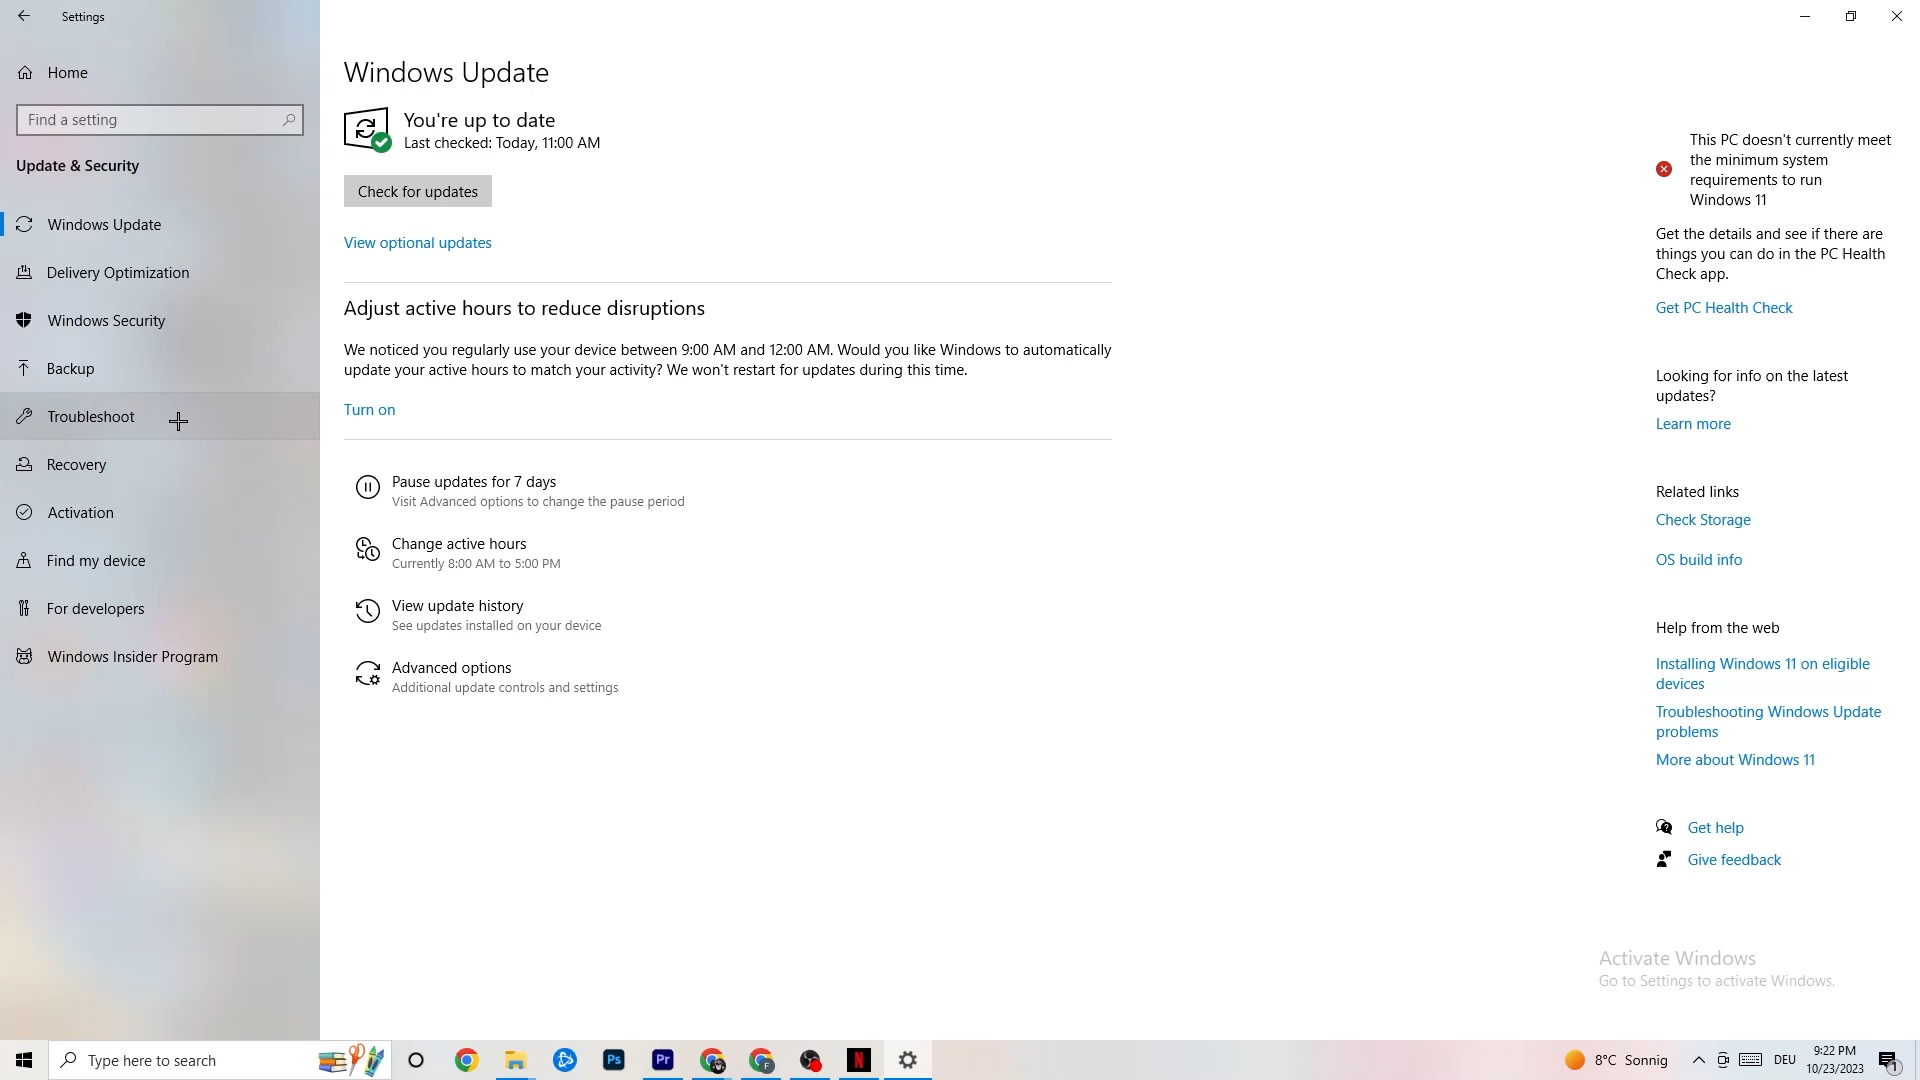 Settings
Home
Find a setting
Update & Security
Windows Update
Delivery Optimization
Windows Security
Backup
Troubleshoot
Recovery
Activation
Find my device
For developers
Windows Insider Program
Windows Update
You're up to date
Last checked: Today, 11:00 AM
Check for updates
View optional updates
Adjust active hours to reduce disruptions
We noticed you regularly use your device between 9:00 AM and 12:00 AM. Would you like Windows to automatically
update your active hours to match your activity? We won't restart for updates during this time.
Turn on
Pause updates for 7 days
Visit Advanced options to change the pause period
Change active hours
Currently 8:00 AM to 5:00 PM
View update history
See updates installed on your device
Advanced options
Additional update controls and settings
This PC doesn't currently meet
the minimum system
requirements to run
Windows 11
Get the details and see if there are
things you can do in the PC Health
Check app.
Get PC Health Check
Looking for info on the latest
updates?
Learn more
Related links
Check Storage
OS build info
Help from the web
Installing Windows 11 on eligible
devices
Troubleshooting Windows Update
problems
More about Windows 11
Get help
Give feedback
Activate Windows
Go to Settings to activate Windows.
Type here to search
Ps
Pr
F
N
8°C Sonnig
DEU
9:22 PM
10/23/2023
1